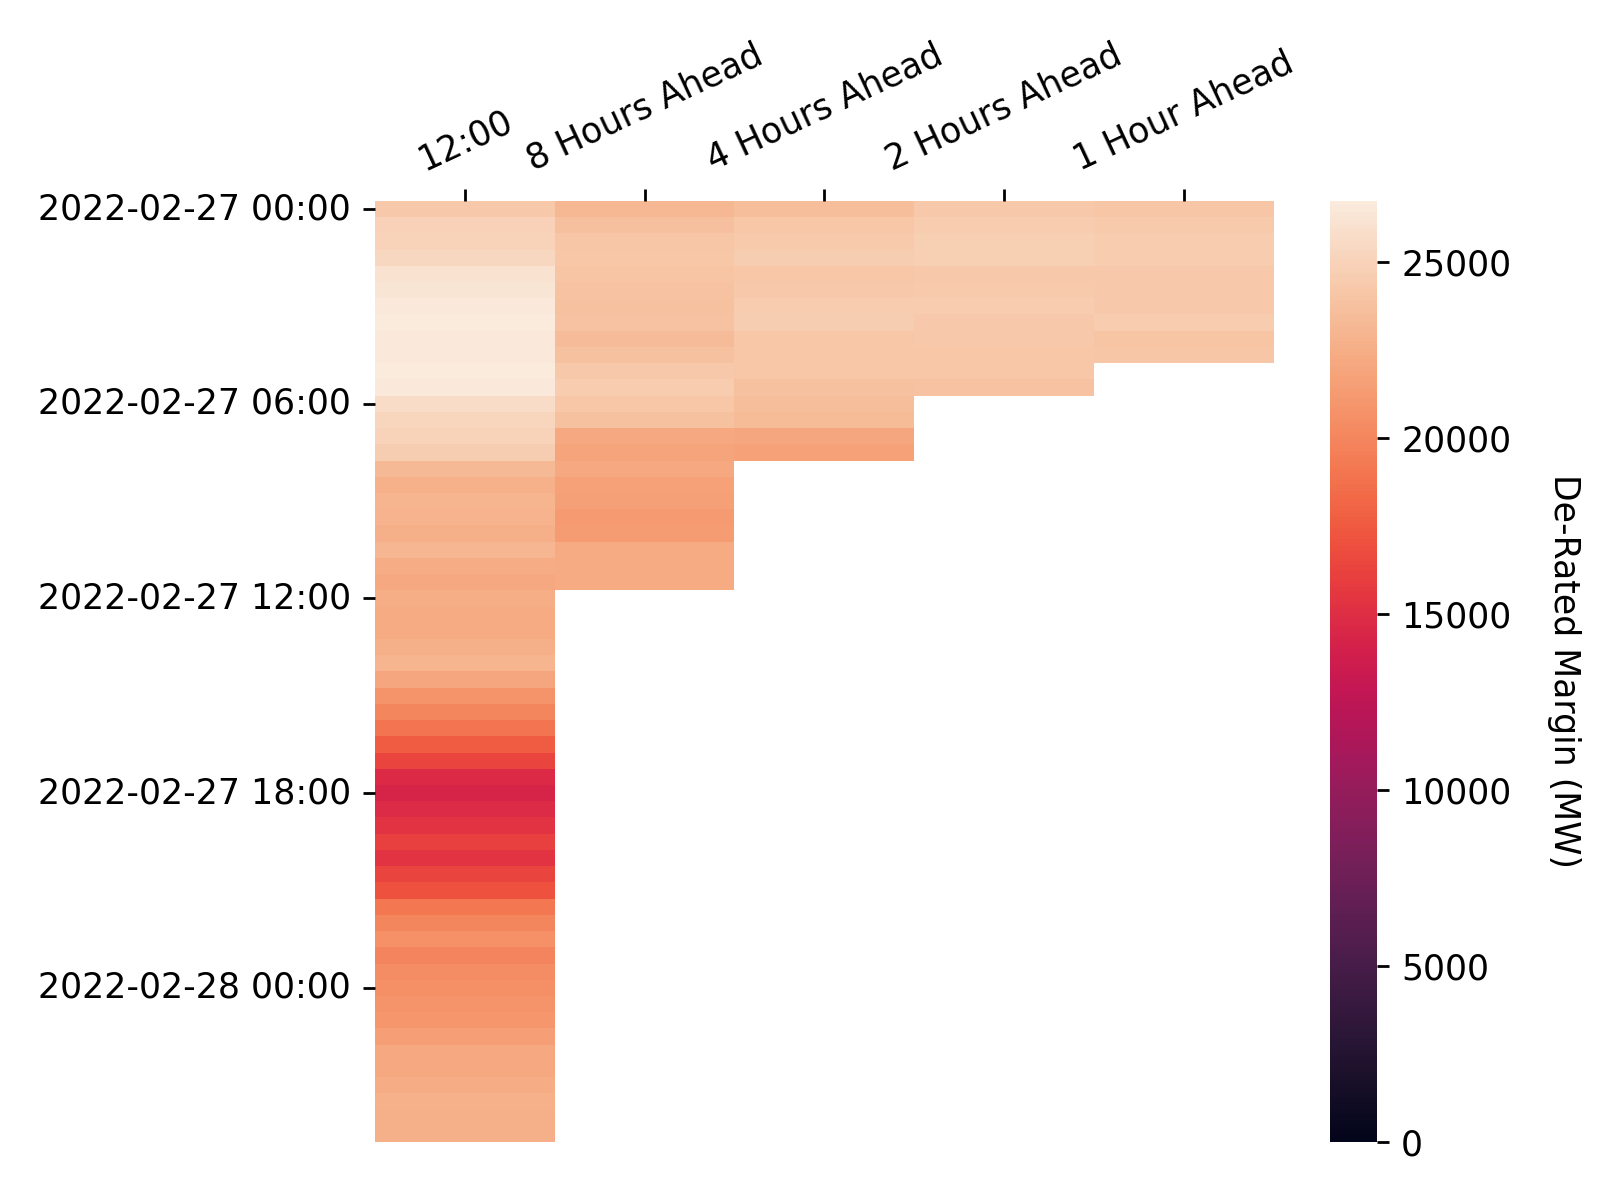 12:00
8 Hours Ahead
4 Hours Ahead
2 Hours Ahead
1 Hour Ahead
2022-02-27 00:00
2022-02-27 06:00
2022-02-27 12:00
2022-02-27 18:00
2022-02-28 00:00
25000
20000
15000
10000
5000
0
De-Rated Margin (MW)